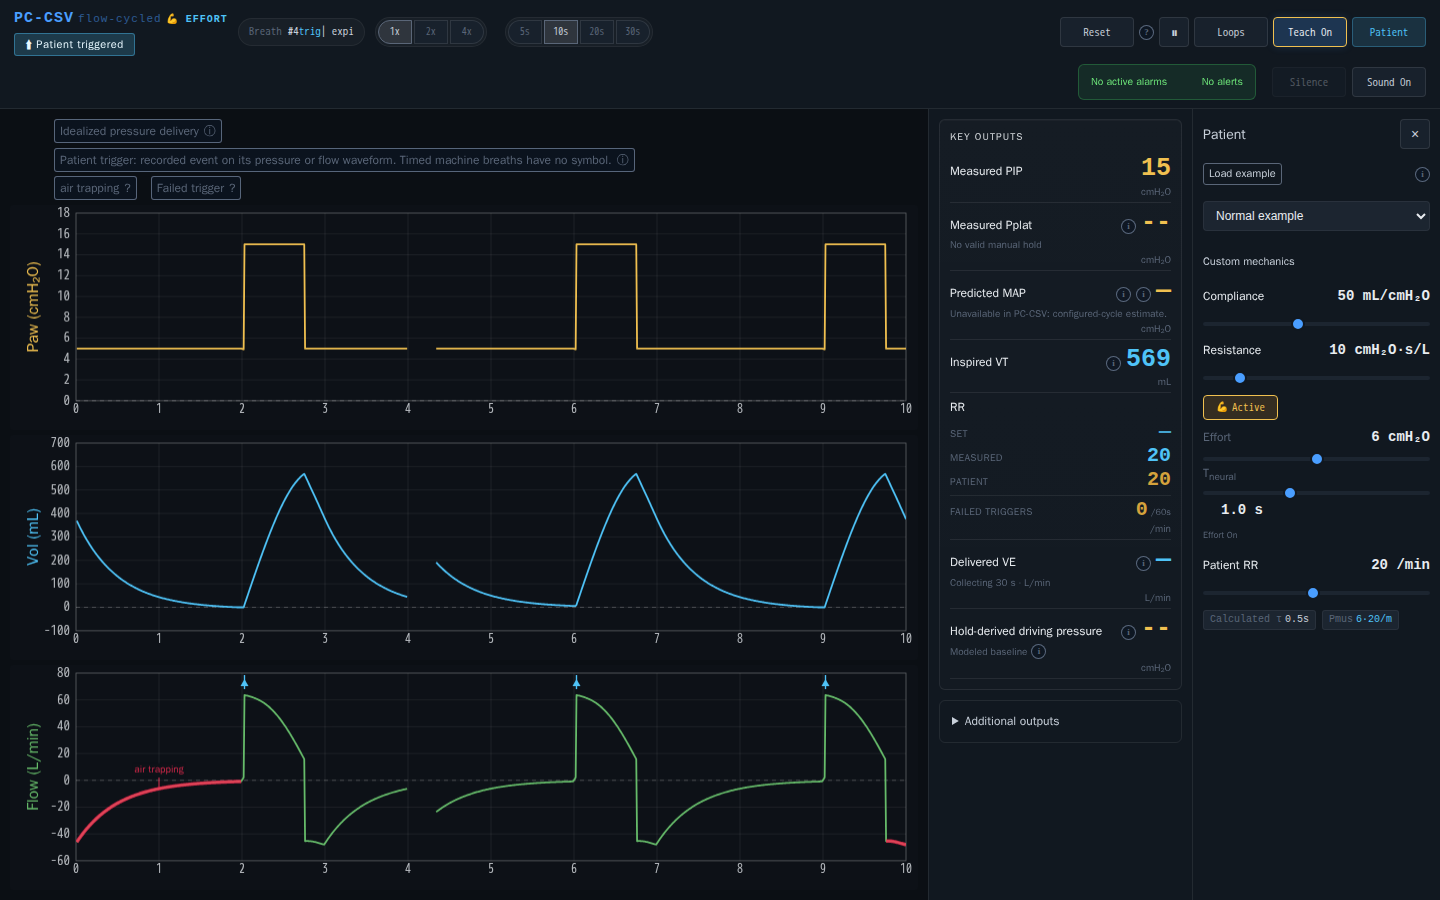 PC-CSV flow-cycled 💪 EFFORT
⬆ Patient triggered
Breath #4 trig| expi
1x 2x 4x
5s 10s 20s 30s
Reset ? ⏸ Loops Teach On Patient
No active alarms No alerts Silence Sound On
Idealized pressure delivery ⓘ
Patient trigger: recorded event on its pressure or flow waveform. Timed machine breaths have no symbol. ⓘ
air trapping ? Failed trigger ?
Paw (cmH₂O)
18
16
14
12
10
8
6
4
2
0
0 1 2 3 4 5 6 7 8 9 10
Vol (mL)
700
600
500
400
300
200
100
0
-100
0 1 2 3 4 5 6 7 8 9 10
Flow (L/min)
80
60
40
20
0
-20
-40
-60
air trapping
0 1 2 3 4 5 6 7 8 9 10
KEY OUTPUTS
Measured PIP 15
cmH₂O
Measured Pplat ⓘ --
No valid manual hold
cmH₂O
Predicted MAP ⓘ ⓘ —
Unavailable in PC-CSV: configured-cycle estimate.
cmH₂O
Inspired VT ⓘ 569
mL
RR
SET —
MEASURED 20
PATIENT 20
FAILED TRIGGERS 0 /60s
/min
Delivered VE ⓘ —
Collecting 30 s · L/min
L/min
Hold-derived driving pressure ⓘ --
Modeled baseline ⓘ
cmH₂O
▶ Additional outputs
Patient ×
Load example ⓘ
Normal example
Custom mechanics
Compliance 50 mL/cmH₂O
Resistance 10 cmH₂O·s/L
💪 Active
Effort 6 cmH₂O
Tneural
1.0 s
Effort On
Patient RR 20 /min
Calculated τ 0.5s Pmus 6·20/m